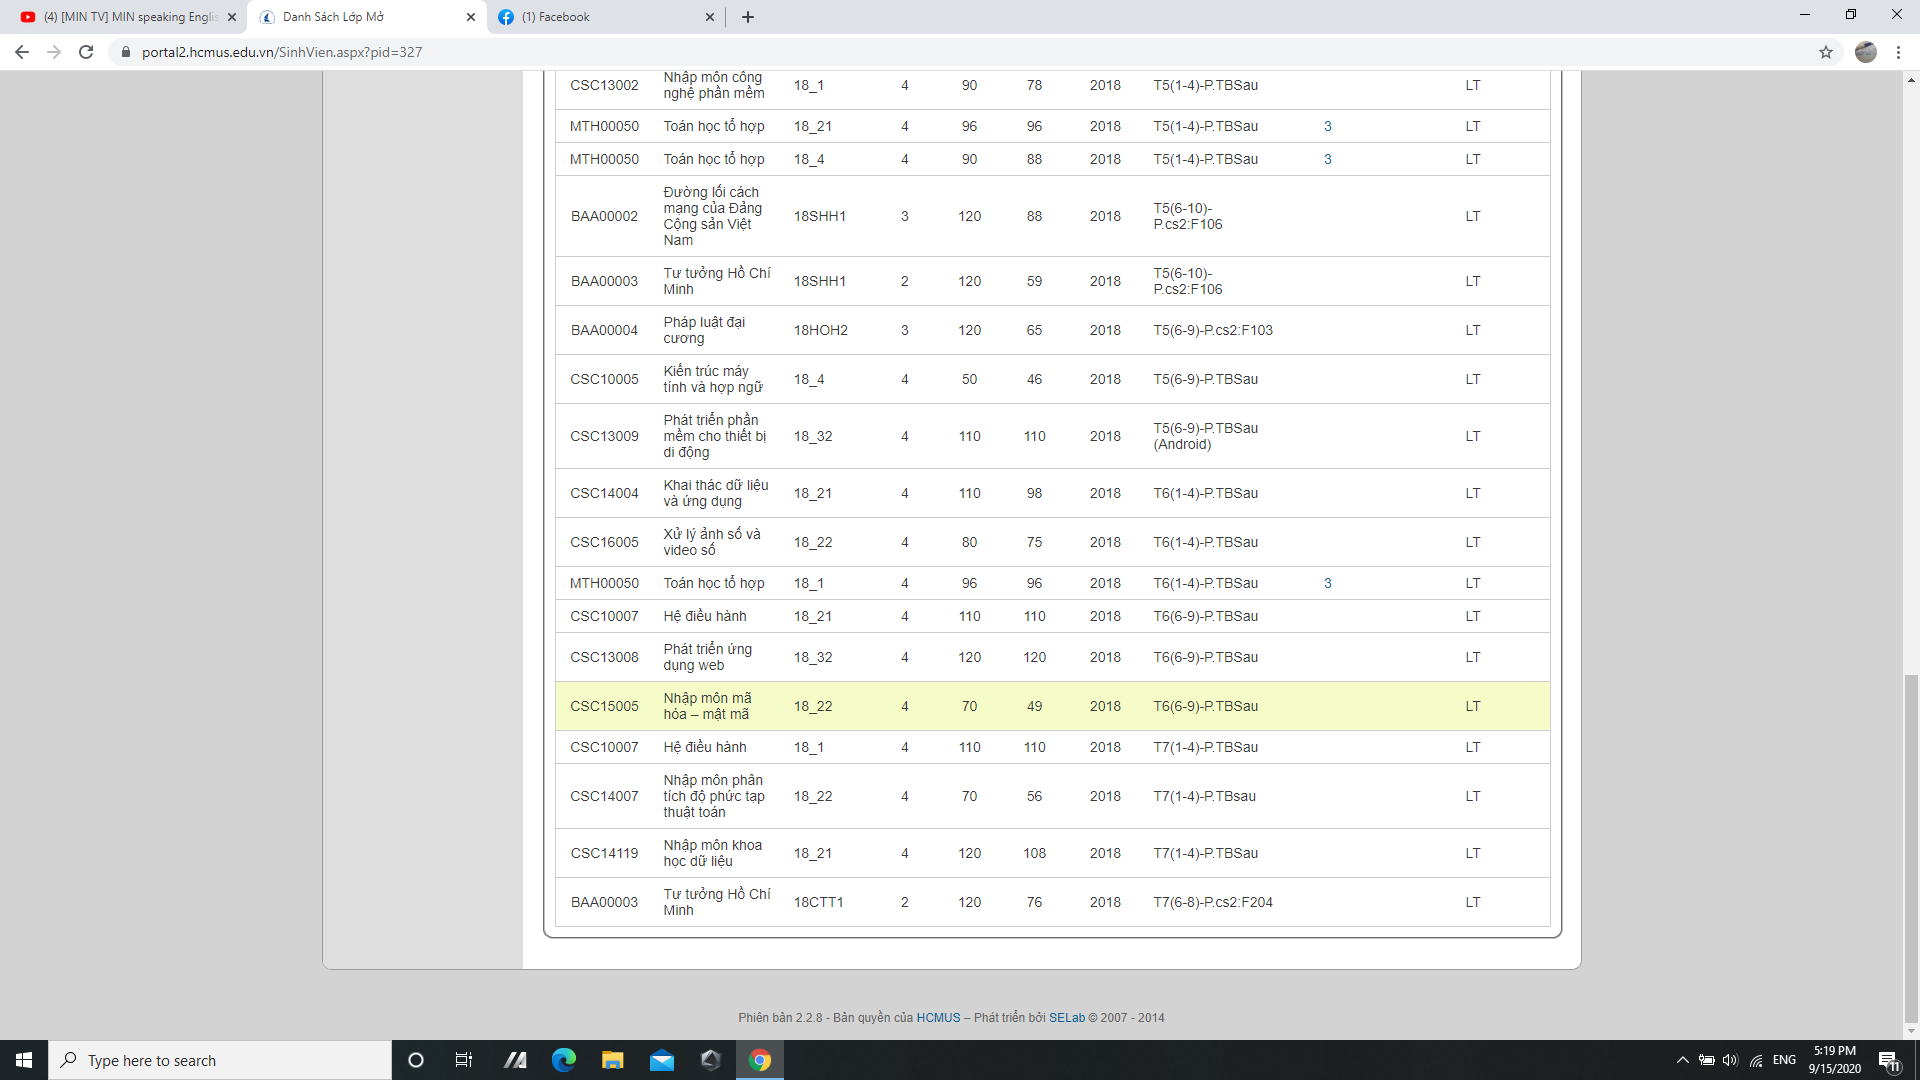 (4) [MIN TV] MIN speaking Englis
Danh Sách Lớp Mở
(1) Facebook
portal2.hcmus.edu.vn/SinhVien.aspx?pid=327
CSC13002 Nhập môn công nghệ phần mềm 18_1 4 90 78 2018 T5(1-4)-P.TBSau LT
MTH00050 Toán học tổ hợp 18_21 4 96 96 2018 T5(1-4)-P.TBSau 3 LT
MTH00050 Toán học tổ hợp 18_4 4 90 88 2018 T5(1-4)-P.TBSau 3 LT
BAA00002 Đường lối cách mạng của Đảng Cộng sản Việt Nam 18SHH1 3 120 88 2018 T5(6-10)-P.cs2:F106 LT
BAA00003 Tư tưởng Hồ Chí Minh 18SHH1 2 120 59 2018 T5(6-10)-P.cs2:F106 LT
BAA00004 Pháp luật đại cương 18HOH2 3 120 65 2018 T5(6-9)-P.cs2:F103 LT
CSC10005 Kiến trúc máy tính và hợp ngữ 18_4 4 50 46 2018 T5(6-9)-P.TBSau LT
CSC13009 Phát triển phần mềm cho thiết bị di động 18_32 4 110 110 2018 T5(6-9)-P.TBSau (Android) LT
CSC14004 Khai thác dữ liệu và ứng dụng 18_21 4 110 98 2018 T6(1-4)-P.TBSau LT
CSC16005 Xử lý ảnh số và video số 18_22 4 80 75 2018 T6(1-4)-P.TBSau LT
MTH00050 Toán học tổ hợp 18_1 4 96 96 2018 T6(1-4)-P.TBSau 3 LT
CSC10007 Hệ điều hành 18_21 4 110 110 2018 T6(6-9)-P.TBSau LT
CSC13008 Phát triển ứng dụng web 18_32 4 120 120 2018 T6(6-9)-P.TBSau LT
CSC15005 Nhập môn mã hóa – mật mã 18_22 4 70 49 2018 T6(6-9)-P.TBSau LT
CSC10007 Hệ điều hành 18_1 4 110 110 2018 T7(1-4)-P.TBSau LT
CSC14007 Nhập môn phân tích độ phức tạp thuật toán 18_22 4 70 56 2018 T7(1-4)-P.TBsau LT
CSC14119 Nhập môn khoa học dữ liệu 18_21 4 120 108 2018 T7(1-4)-P.TBSau LT
BAA00003 Tư tưởng Hồ Chí Minh 18CTT1 2 120 76 2018 T7(6-8)-P.cs2:F204 LT
Phiên bản 2.2.8 - Bản quyền của HCMUS – Phát triển bởi SELab © 2007 - 2014
Type here to search
ENG
5:19 PM
9/15/2020
11